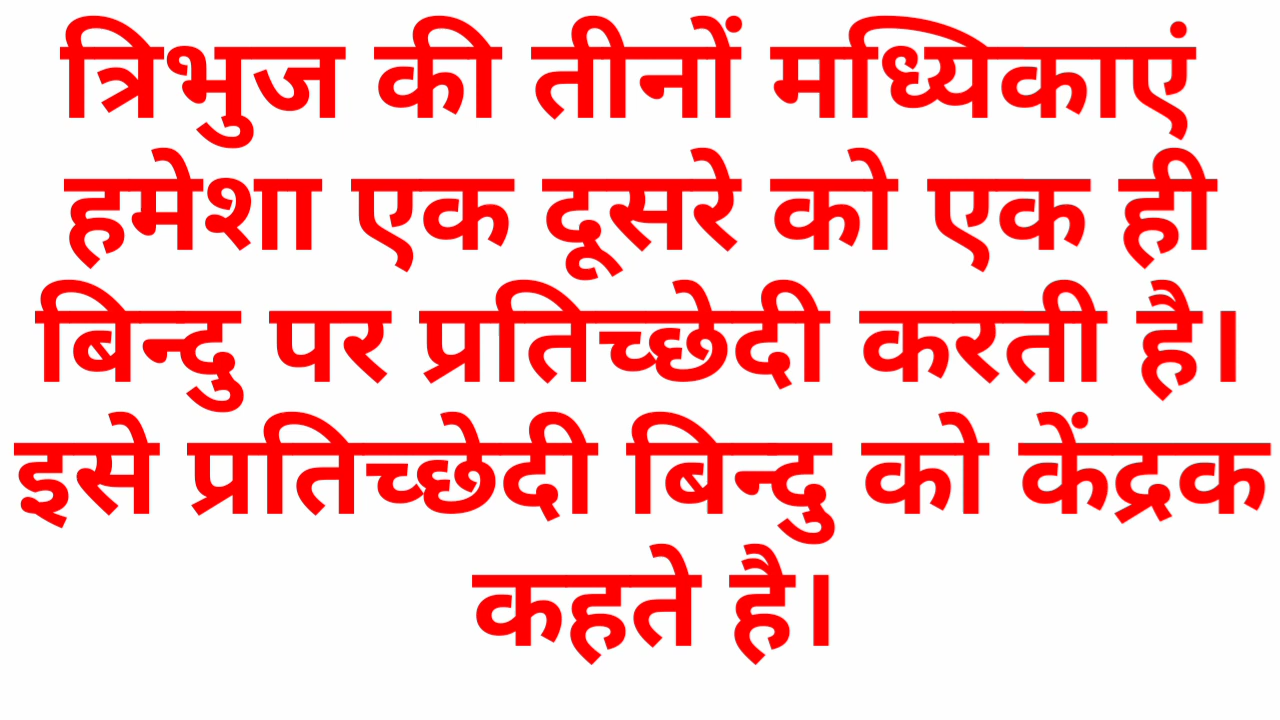 त्रिभुज की तीनों मध्यिकाएं
हमेशा एक दूसरे को एक ही
बिन्दु पर प्रतिच्छेदी करती है।
इसे प्रतिच्छेदी बिन्दु को केंद्रक
कहते है।